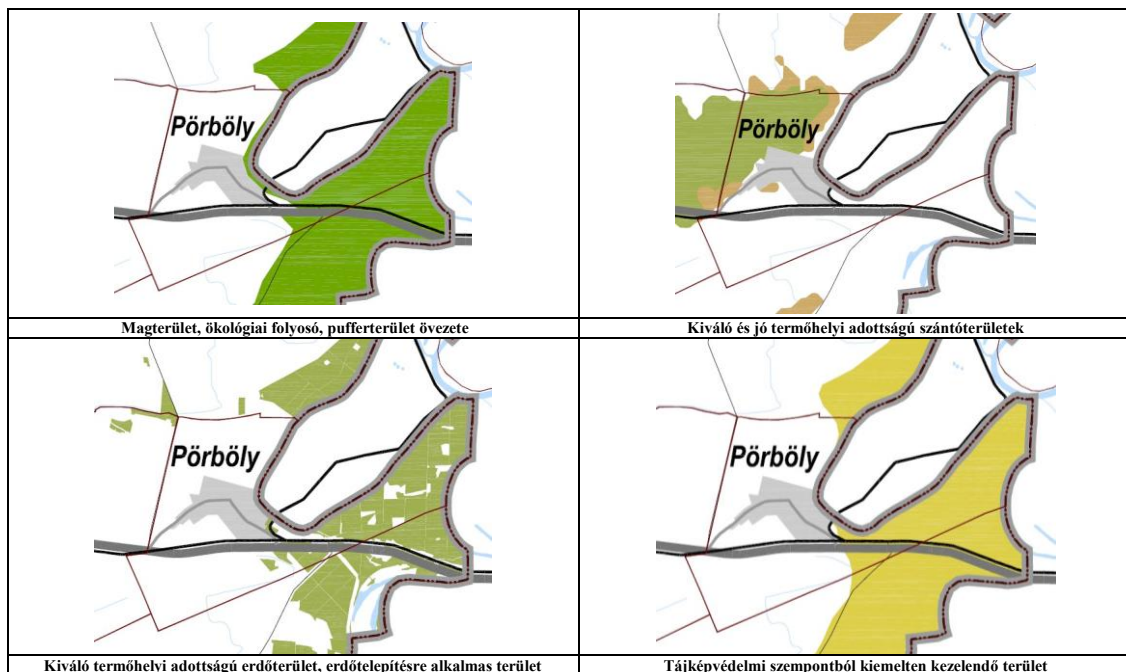 Pörböly
Pörböly
Magterület, ökológiai folyosó, pufferterület övezete
Kiváló és jó termőhelyi adottságú szántóterületek
Pörböly
Pörböly
Kiváló termőhelyi adottságú erdőterület, erdőtelepítésre alkalmas terület
Tájképvédelmi szempontból kiemelten kezelendő terület